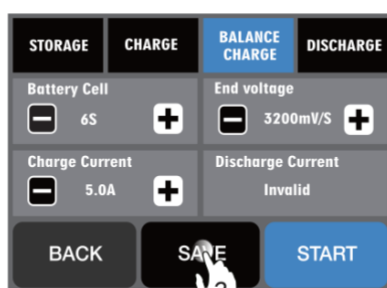 STORAGE
CHARGE
BALANCE
CHARGE
DISCHARGE
Battery Cell
6S
End voltage
3200mV/S
Charge Current
5.0A
Discharge Current
Invalid
BACK
SAVE
START